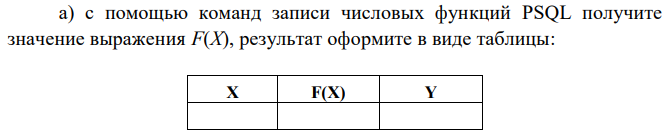 а) с помощью команд записи числовых функций PSQL получите
значение выражения F(X), результат оформите в виде таблицы:
X F(X) Y